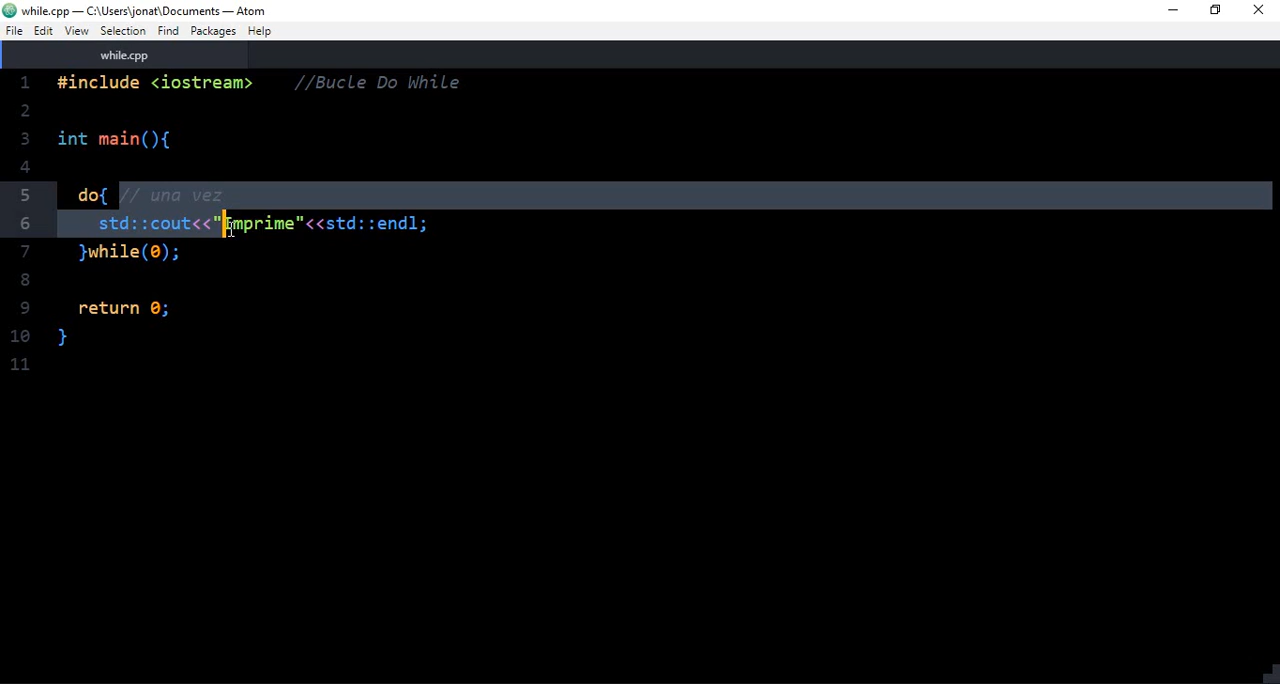 while.cpp — C:\Users\jonat\Documents — Atom
File Edit View Selection Find Packages Help
while.cpp
1 #include <iostream> //Bucle Do While
2
3 int main(){
4
5 do{ // una vez
6 std::cout<<"Imprime"<<std::endl;
7 }while(0);
8
9 return 0;
10 }
11